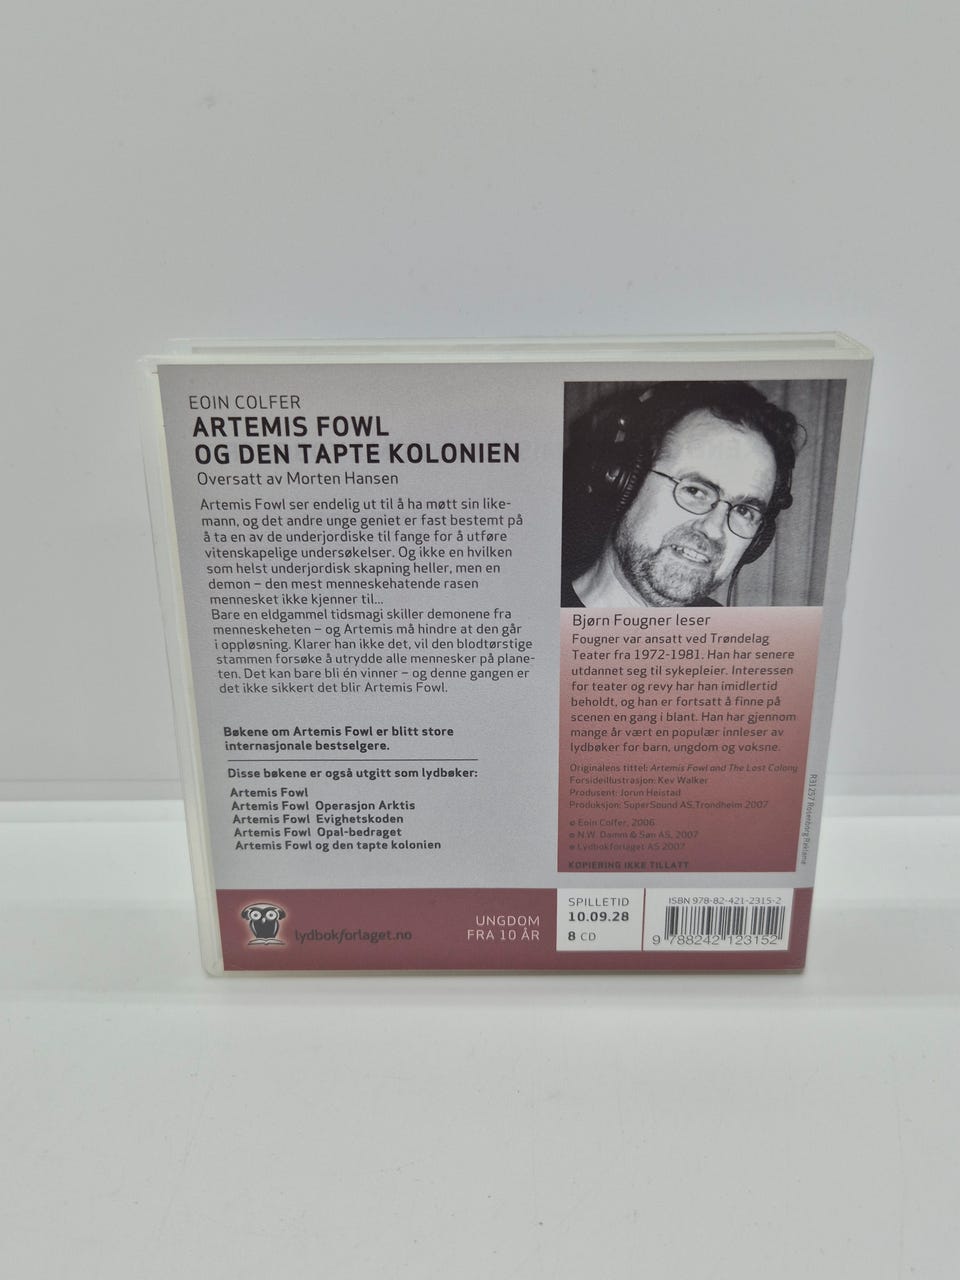 EOIN COLFER
ARTEMIS FOWL
OG DEN TAPTE KOLONIEN
Oversatt av Morten Hansen
Artemis Fowl ser endelig ut til å ha møtt sin like-
mann, og det andre unge geniet er fast bestemt på
å ta en av de underjordiske til fange for å utføre
vitenskapelige undersøkelser. Og ikke en hvilken
som helst underjordisk skapning heller, men en
demon – den mest menneskehatende rasen
mennesket ikke kjenner til...
Bare en eldgammel tidsmagi skiller demonene fra
menneskeheten – og Artemis må hindre at den går
i oppløsning. Klarer han ikke det, vil den blodtørstige
stammen forsøke å utrydde alle mennesker på plane-
ten. Det kan bare bli én vinner – og denne gangen er
det ikke sikkert det blir Artemis Fowl.
Bøkene om Artemis Fowl er blitt store
internasjonale bestselgere.
Disse bøkene er også utgitt som lydbøker:
Artemis Fowl
Artemis Fowl Operasjon Arktis
Artemis Fowl Evighetskoden
Artemis Fowl Opal-bedraget
Artemis Fowl og den tapte kolonien
Bjørn Fougner leser
Fougner var ansatt ved Trøndelag
Teater fra 1972-1981. Han har senere
utdannet seg til sykepleier. Interessen
for teater og revy har han imidlertid
beholdt, og han er fortsatt å finne på
scenen en gang i blant. Han har gjennom
mange år vært en populær innleser av
lydbøker for barn, ungdom og voksne.
Originalens tittel: Artemis Fowl and The Lost Colony
Forsideillustrasjon: Kev Walker
Produsent: Jorun Heistad
Produksjon: SuperSound AS, Trondheim 2007
© Eoin Colfer, 2006
© N.W. Damm & Søn AS, 2007
© Lydbokforlaget AS 2007
KOPIERING IKKE TILLATT
R31257 Rosenborg Reklame
lydbokforlaget.no
UNGDOM
FRA 10 ÅR
SPILLETID
10.09.28
8 CD
ISBN 978-82-421-2315-2
9 788242 123152